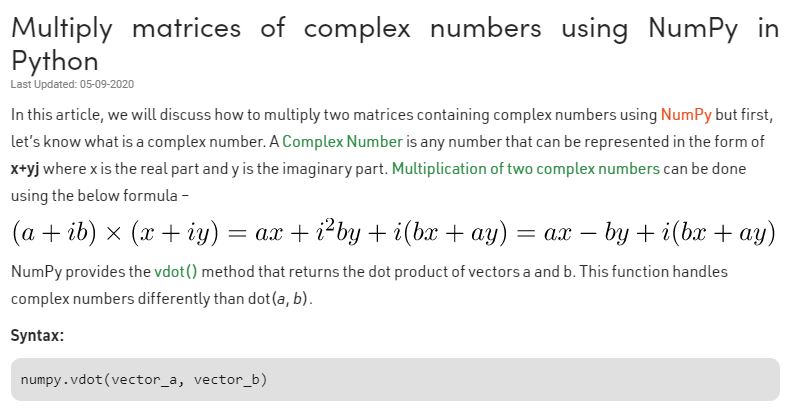 Multiply matrices of complex numbers using NumPy in
Python
Last Updated: 05-09-2020
In this article, we will discuss how to multiply two matrices containing complex numbers using NumPy but first,
let's know what is a complex number. A Complex Number is any number that can be represented in the form of
x+yj where x is the real part and y is the imaginary part. Multiplication of two complex numbers can be done
using the below formula –
(a + ib) × (x + iy) = ax + i²by + i(bx + ay) = ax − by + i(bx + ay)
NumPy provides the vdot() method that returns the dot product of vectors a and b. This function handles
complex numbers differently than dot(a, b).
Syntax:
numpy.vdot(vector_a, vector_b)